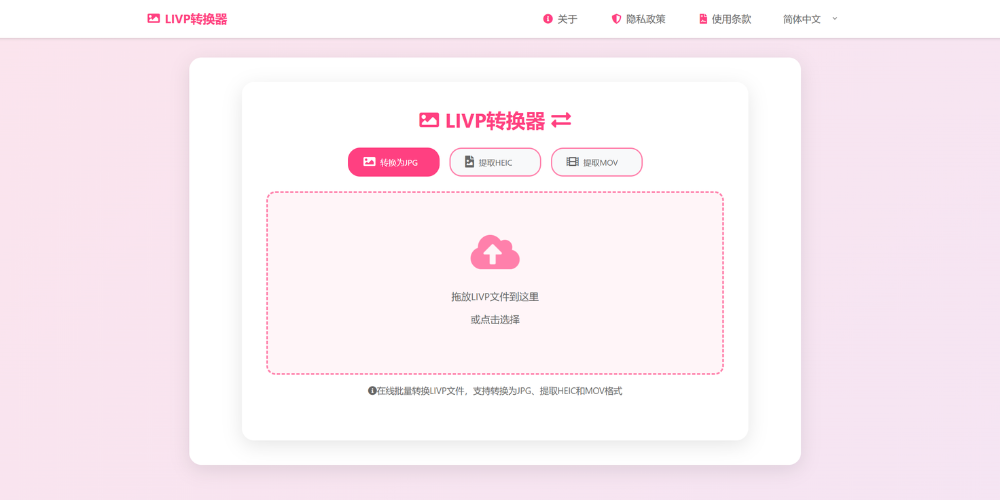 LIVP转换器
关于
隐私政策
使用条款
简体中文
LIVP转换器
转换为JPG
提取HEIC
提取MOV
拖放LIVP文件到这里
或点击选择
在线批量转换LIVP文件，支持转换为JPG、提取HEIC和MOV格式